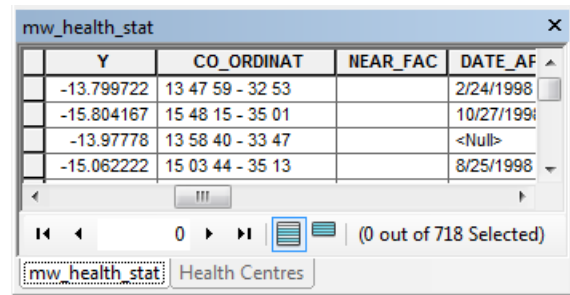 mw_health_stat
Y CO_ORDINAT NEAR_FAC DATE_AF
-13.799722 13 47 59 - 32 53 2/24/1998
-15.804167 15 48 15 - 35 01 10/27/199
-13.97778 13 58 40 - 33 47 <Null>
-15.062222 15 03 44 - 35 13 8/25/1998
0 (0 out of 718 Selected)
mw_health_stat Health Centres